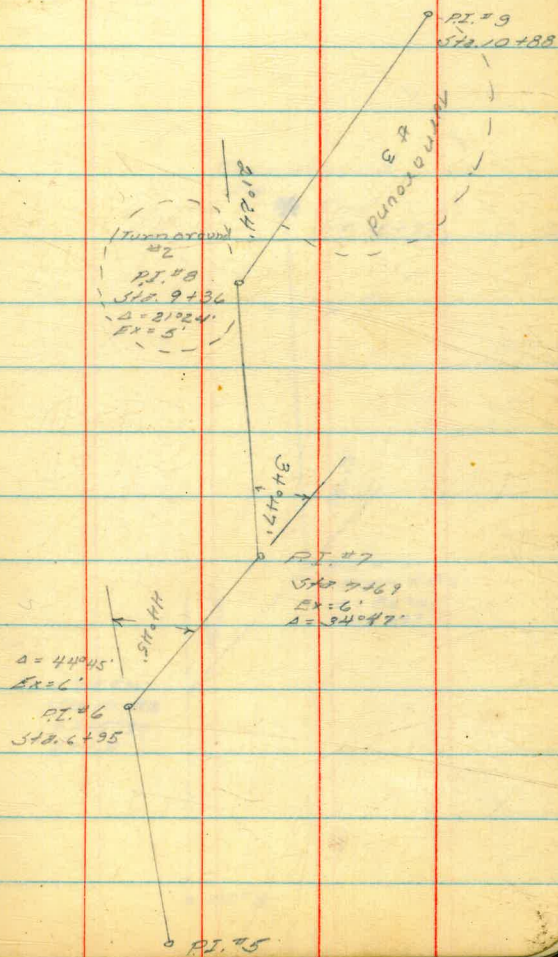 P.I. #9
Sta. 10+88
Turnaround
#3
21°24'
Turnaround
#2
P.I. #8
Sta. 9+36
Δ = 21°24'
Ex = 5'
34°47'
P.I. #7
Sta. 7+69
Ex = 6'
Δ = 34°47'
44°45'
Δ = 44°45'
Ex = 6'
P.I. #6
Sta. 6+95
P.I. #5